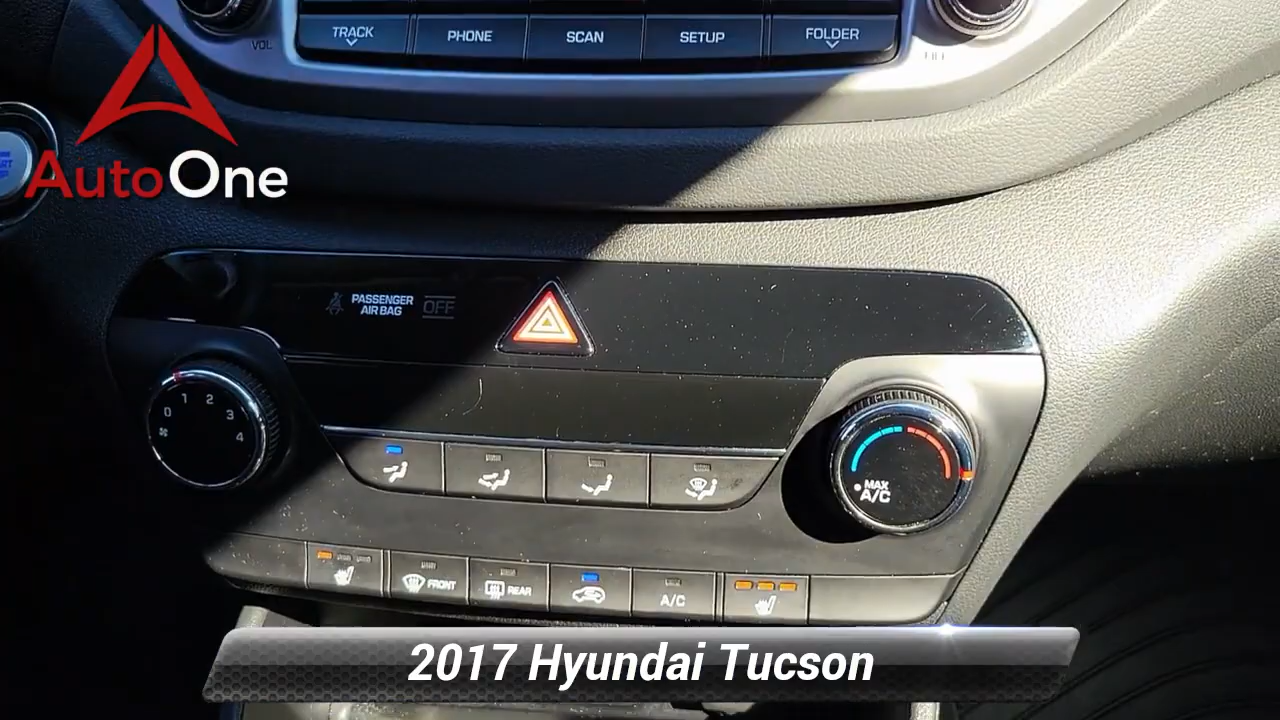 TRACK PHONE SCAN SETUP FOLDER
VOL
AutoOne
PASSENGER
AIR BAG OFF
0 1 2 3 4
MAX
A/C
FRONT REAR A/C
2017 Hyundai Tucson